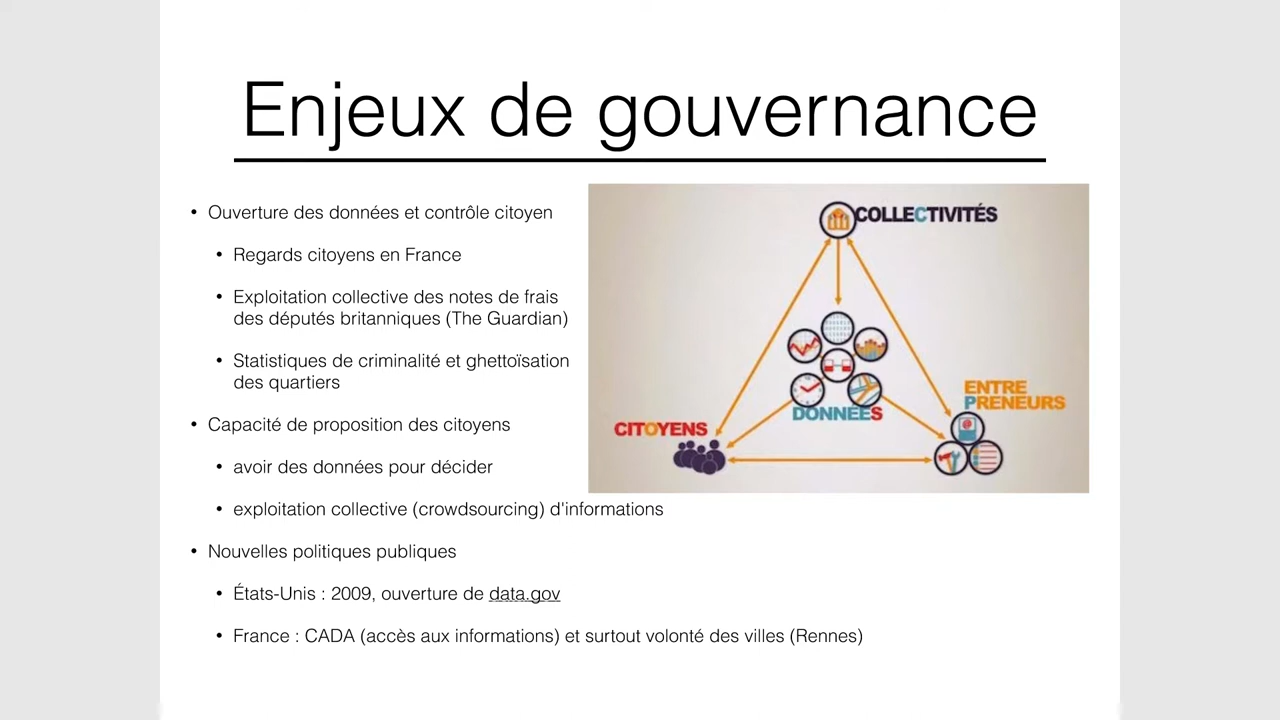 Enjeux de gouvernance
• Ouverture des données et contrôle citoyen
• Regards citoyens en France
• Exploitation collective des notes de frais
des députés britanniques (The Guardian)
• Statistiques de criminalité et ghettoïsation
des quartiers
• Capacité de proposition des citoyens
• avoir des données pour décider
• exploitation collective (crowdsourcing) d'informations
• Nouvelles politiques publiques
• États-Unis : 2009, ouverture de data.gov
• France : CADA (accès aux informations) et surtout volonté des villes (Rennes)
COLLECTIVITÉS
DONNÉES
CITOYENS
ENTRE
PRENEURS
@